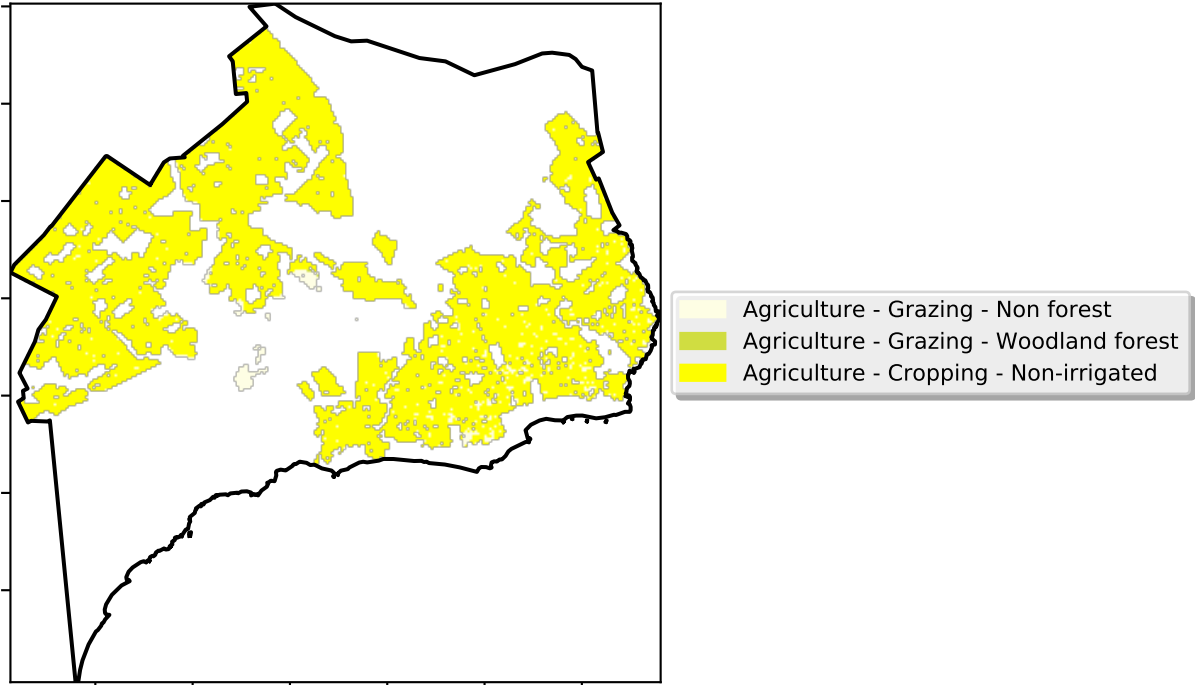 Agriculture - Grazing - Non forest
Agriculture - Grazing - Woodland forest
Agriculture - Cropping - Non-irrigated